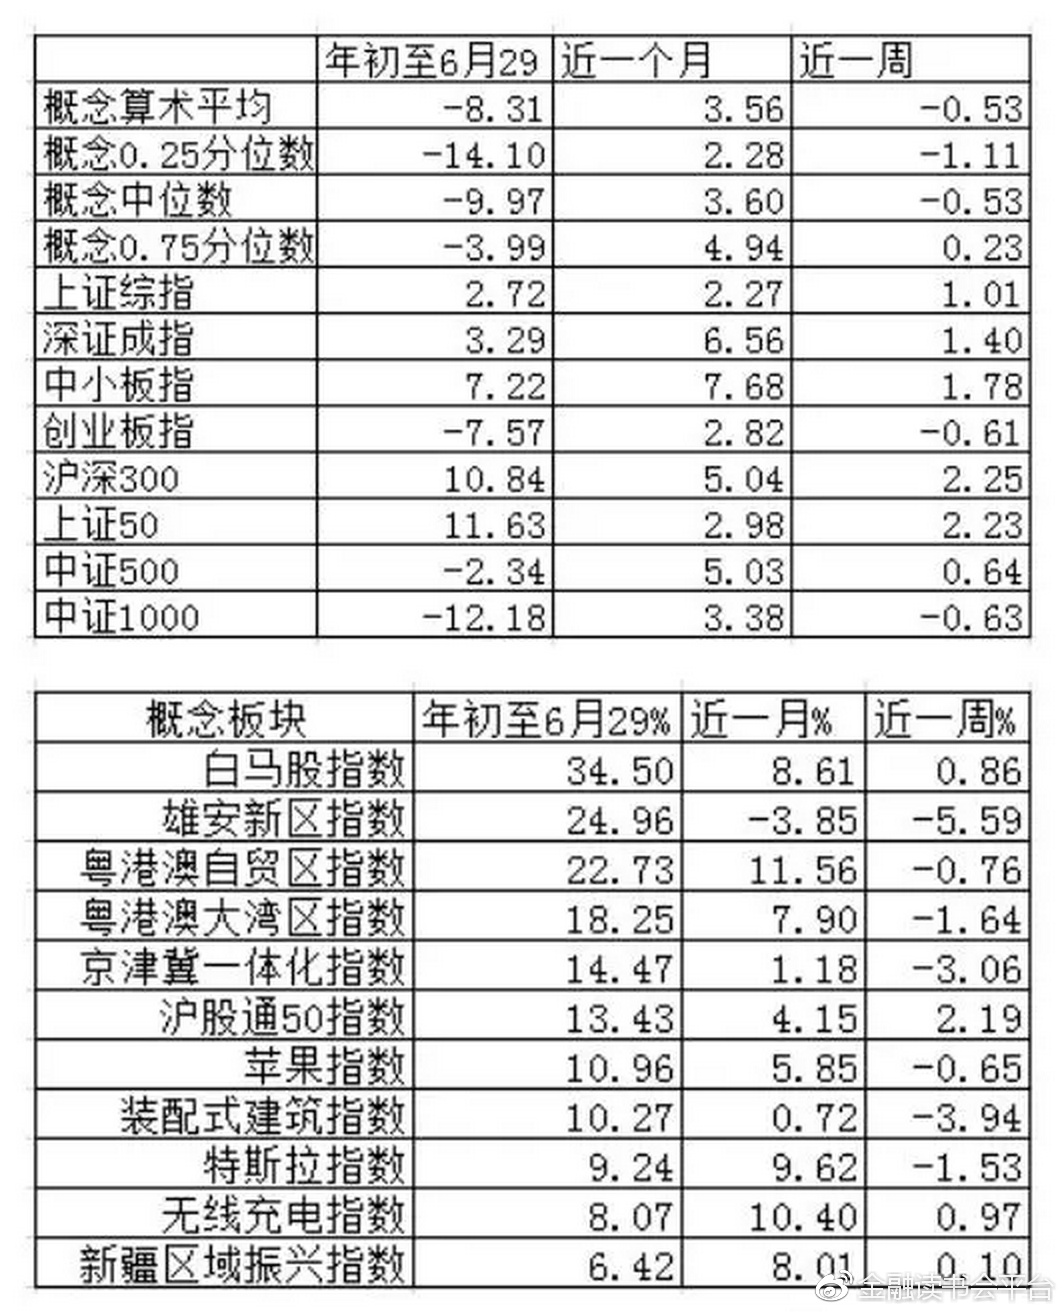 年初至6月29 近一个月 近一周
概念算术平均 -8.31 3.56 -0.53
概念0.25分位数 -14.10 2.28 -1.11
概念中位数 -9.97 3.60 -0.53
概念0.75分位数 -3.99 4.94 0.23
上证综指 2.72 2.27 1.01
深证成指 3.29 6.56 1.40
中小板指 7.22 7.68 1.78
创业板指 -7.57 2.82 -0.61
沪深300 10.84 5.04 2.25
上证50 11.63 2.98 2.23
中证500 -2.34 5.03 0.64
中证1000 -12.18 3.38 -0.63
概念板块 年初至6月29% 近一月% 近一周%
白马股指数 34.50 8.61 0.86
雄安新区指数 24.96 -3.85 -5.59
粤港澳自贸区指数 22.73 11.56 -0.76
粤港澳大湾区指数 18.25 7.90 -1.64
京津冀一体化指数 14.47 1.18 -3.06
沪股通50指数 13.43 4.15 2.19
苹果指数 10.96 5.85 -0.65
装配式建筑指数 10.27 0.72 -3.94
特斯拉指数 9.24 9.62 -1.53
无线充电指数 8.07 10.40 0.97
新疆区域振兴指数 6.42 8.01 0.10
金融读书会平台